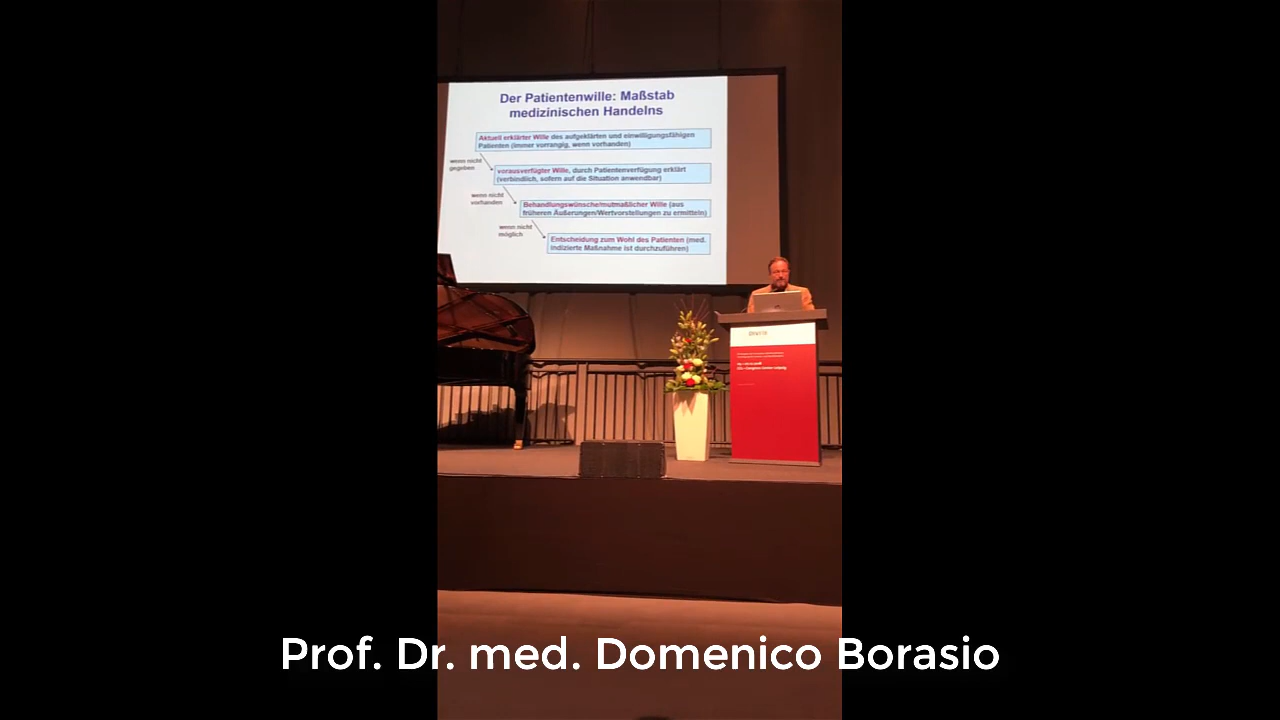 Der Patientenwille: Maßstab
medizinischen Handelns
Aktuell erklärter Wille des aufgeklärten und einwilligungsfähigen
Patienten (immer vorrangig, wenn vorhanden)
wenn nicht
gegeben
vorausverfügter Wille, durch Patientenverfügung erklärt
(verbindlich, sofern auf die Situation anwendbar)
wenn nicht
vorhanden
Behandlungswünsche/mutmaßlicher Wille (aus
früheren Äußerungen/Wertvorstellungen zu ermitteln)
wenn nicht
möglich
Entscheidung zum Wohl des Patienten (med.
indizierte Maßnahme ist durchzuführen)
Prof. Dr. med. Domenico Borasio